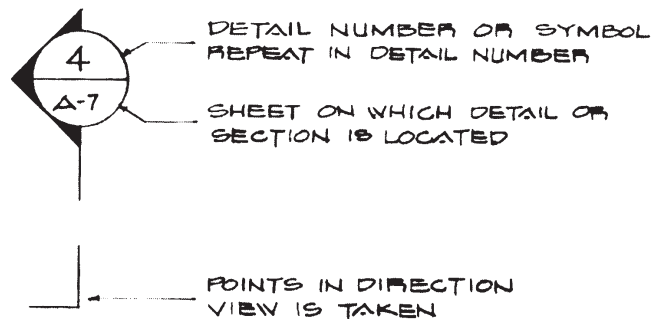 4
A-7
DETAIL NUMBER OR SYMBOL
REPEAT IN DETAIL NUMBER
SHEET ON WHICH DETAIL OR
SECTION IS LOCATED
POINTS IN DIRECTION
VIEW IS TAKEN